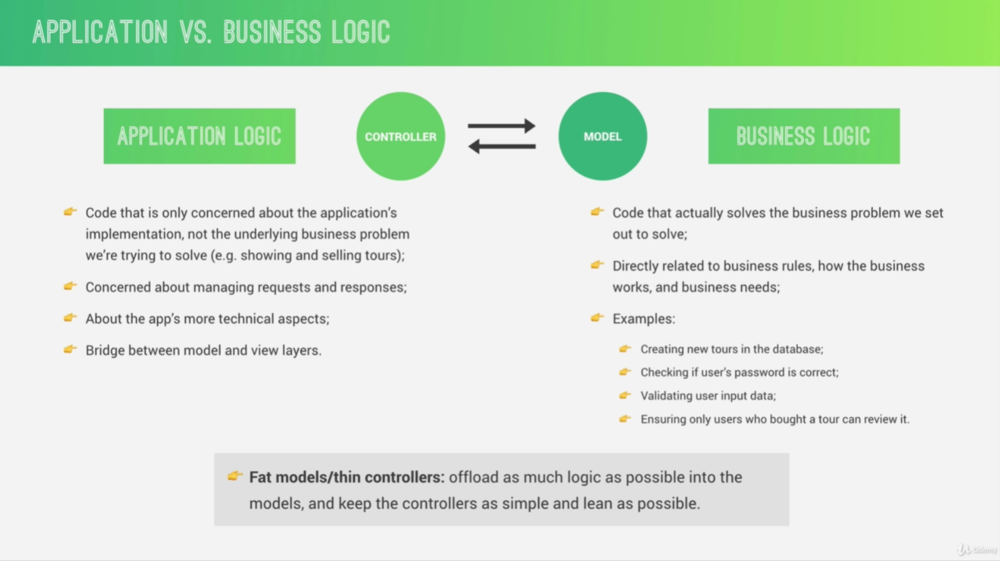 APPLICATION VS. BUSINESS LOGIC
APPLICATION LOGIC
CONTROLLER
MODEL
BUSINESS LOGIC
Code that is only concerned about the application's
implementation, not the underlying business problem
we're trying to solve (e.g. showing and selling tours);
Concerned about managing requests and responses;
About the app's more technical aspects;
Bridge between model and view layers.
Code that actually solves the business problem we set
out to solve;
Directly related to business rules, how the business
works, and business needs;
Examples:
Creating new tours in the database;
Checking if user's password is correct;
Validating user input data;
Ensuring only users who bought a tour can review it.
Fat models/thin controllers: offload as much logic as possible into the
models, and keep the controllers as simple and lean as possible.
Udemy